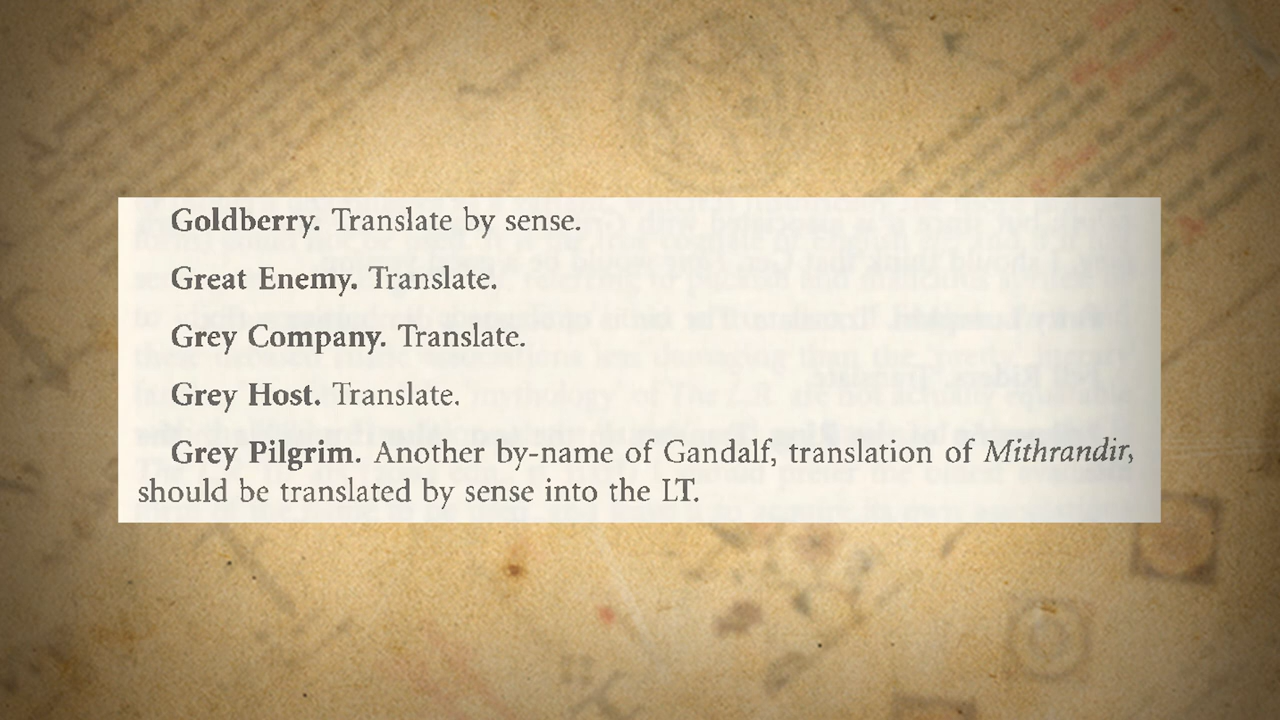 Goldberry. Translate by sense.
Great Enemy. Translate.
Grey Company. Translate.
Grey Host. Translate.
Grey Pilgrim. Another by-name of Gandalf, translation of Mithrandir,
should be translated by sense into the LT.